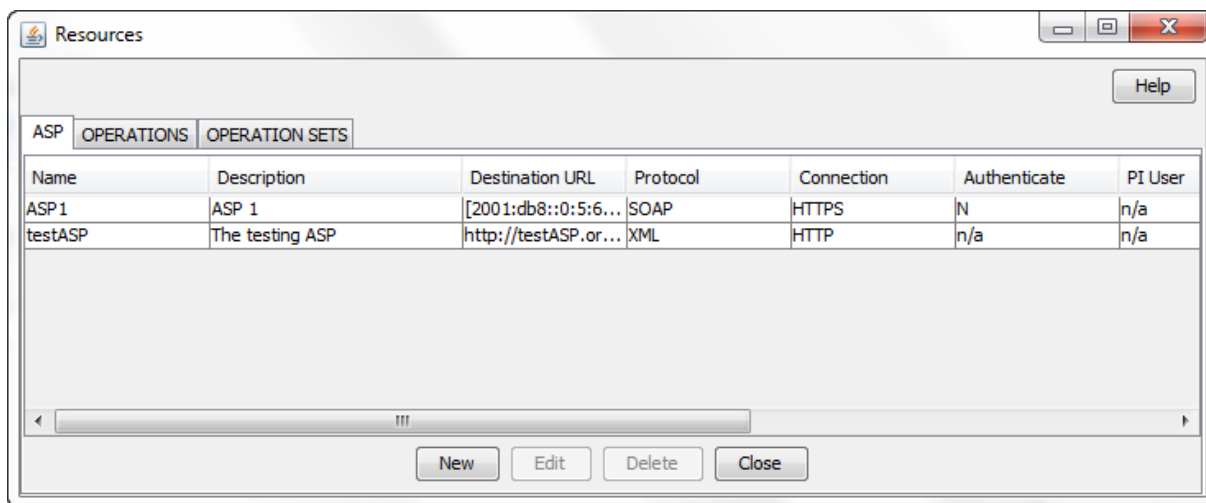 Resources
Help
ASP OPERATIONS OPERATION SETS
Name Description Destination URL Protocol Connection Authenticate PI User
ASP1 ASP 1 [2001:db8::0:5:6... SOAP HTTPS N n/a
testASP The testing ASP http://testASP.or... XML HTTP n/a n/a
New Edit Delete Close